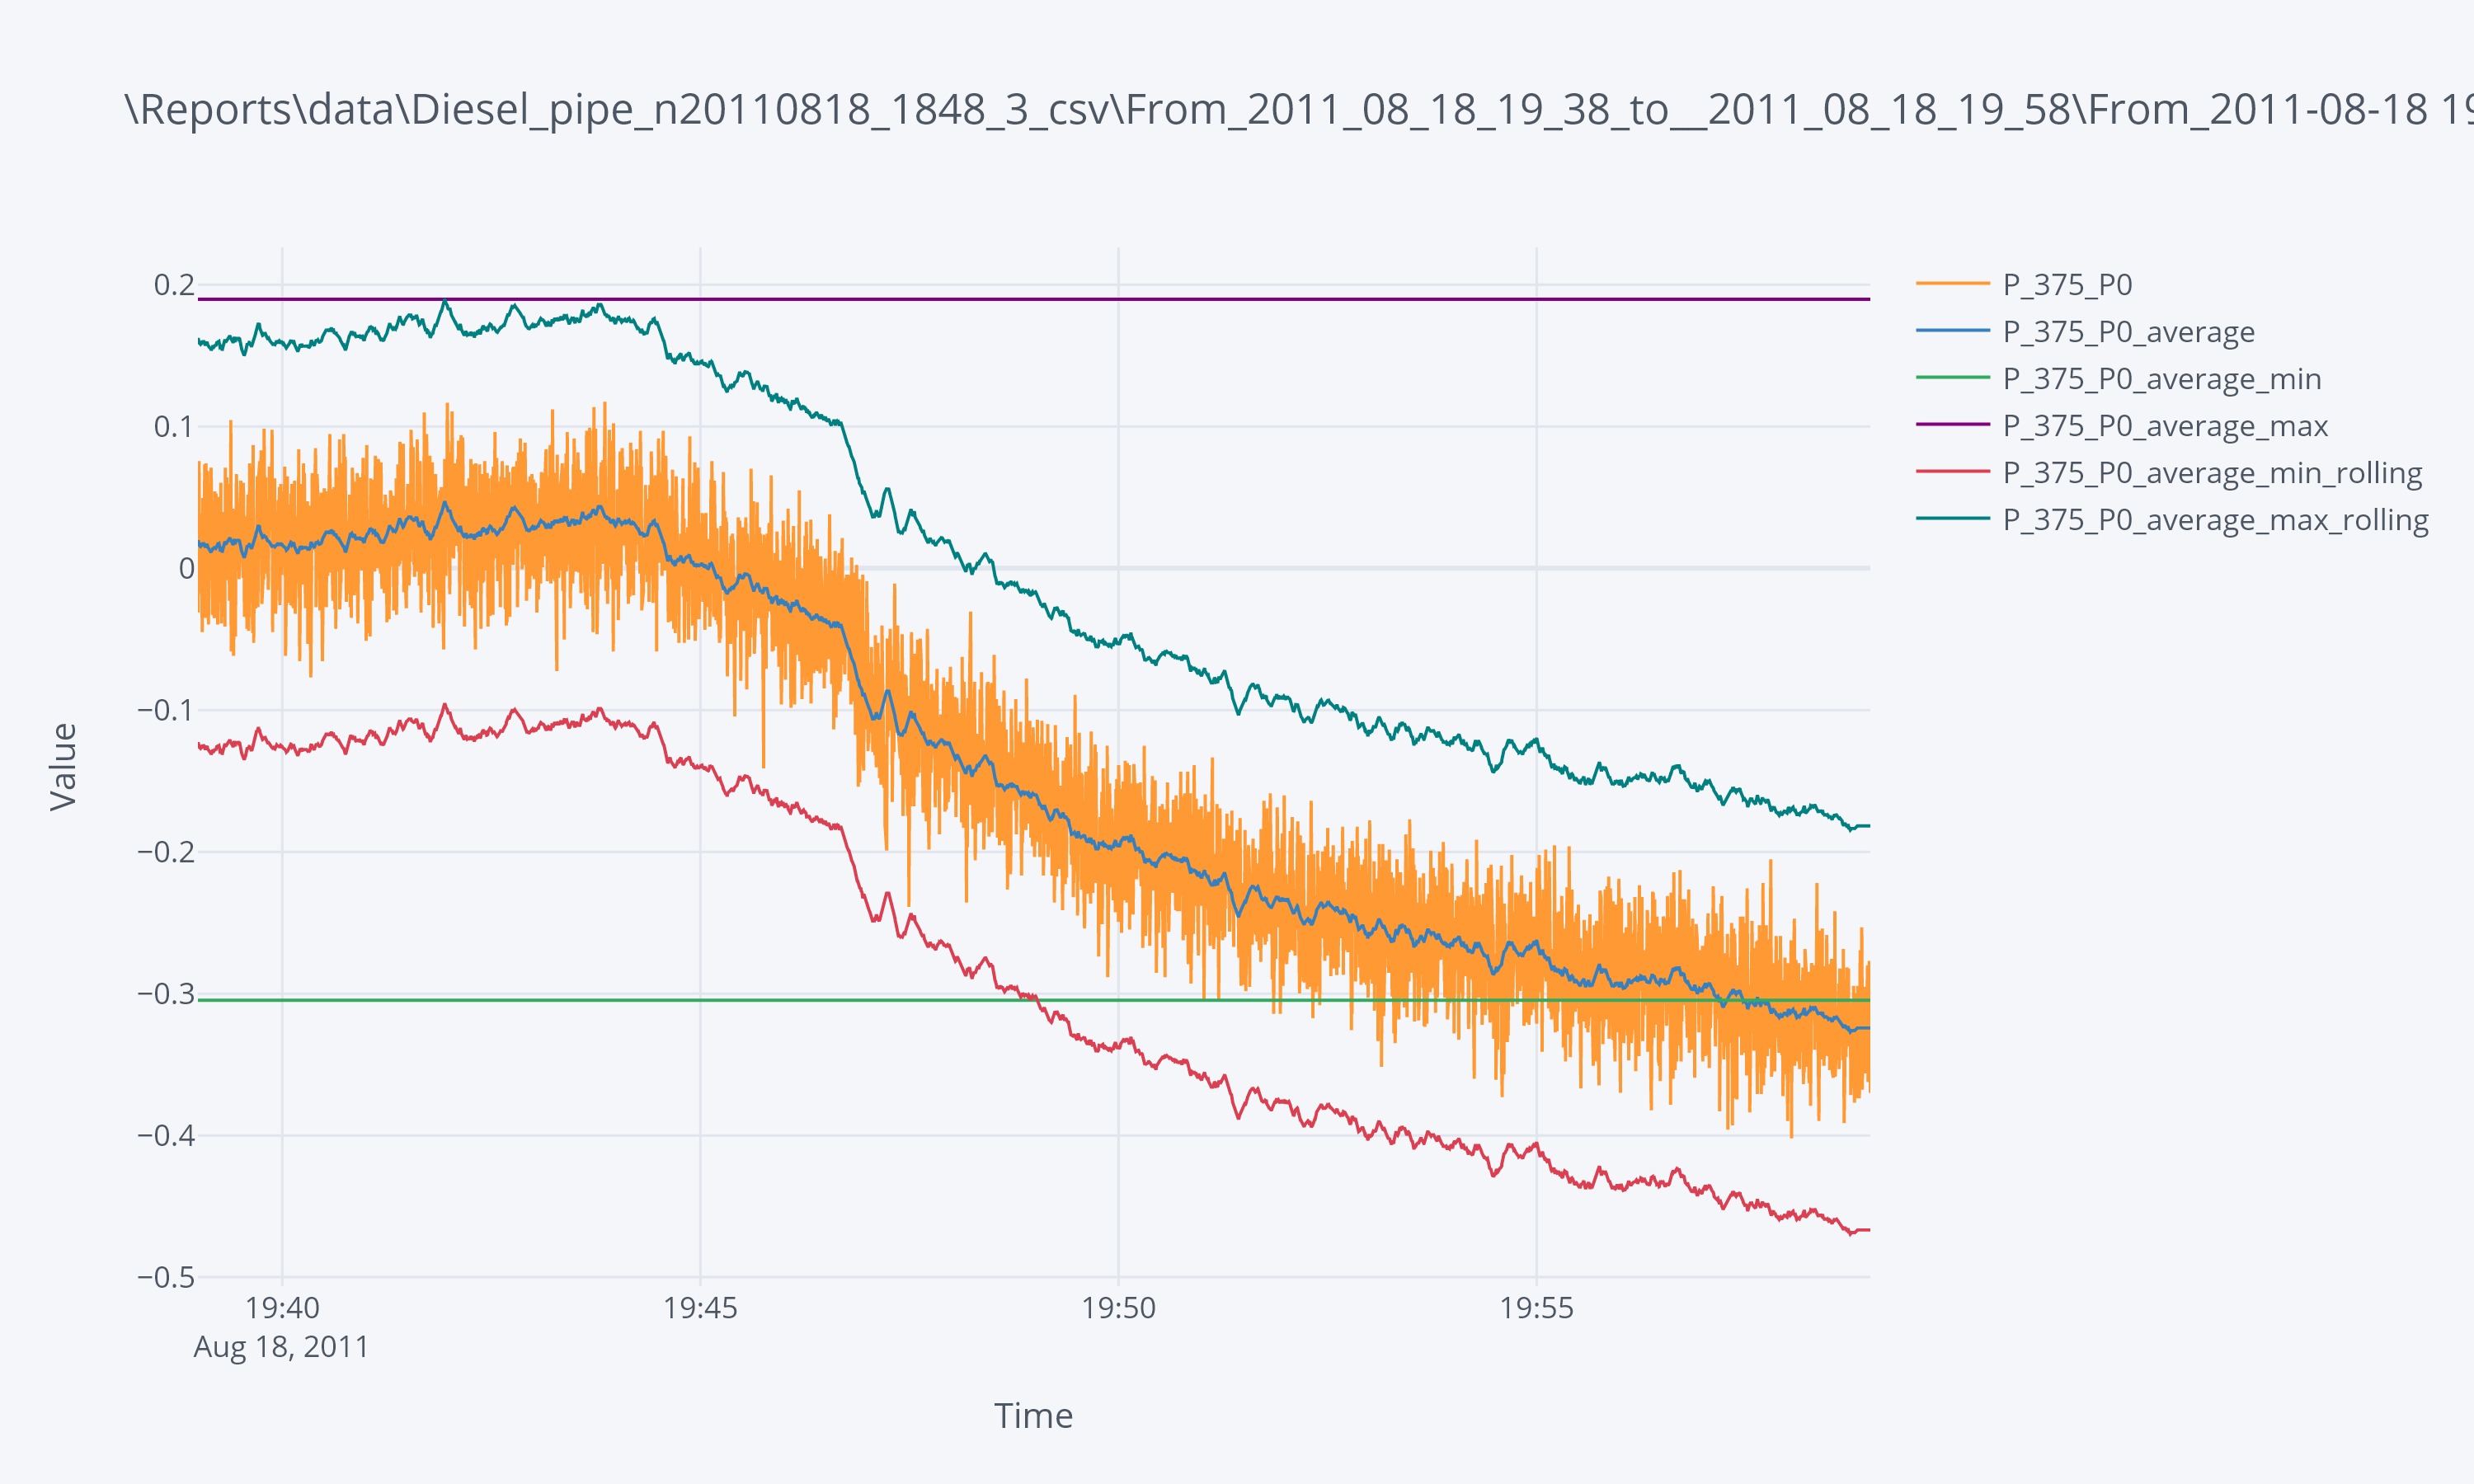 \Reports\data\Diesel_pipe_n20110818_1848_3_csv\From_2011_08_18_19_38_to__2011_08_18_19_58\From_2011-08-18 19
P_375_P0
P_375_P0_average
P_375_P0_average_min
P_375_P0_average_max
P_375_P0_average_min_rolling
P_375_P0_average_max_rolling
0.2
0.1
0
−0.1
−0.2
−0.3
−0.4
−0.5
Value
19:40 19:45 19:50 19:55
Aug 18, 2011
Time